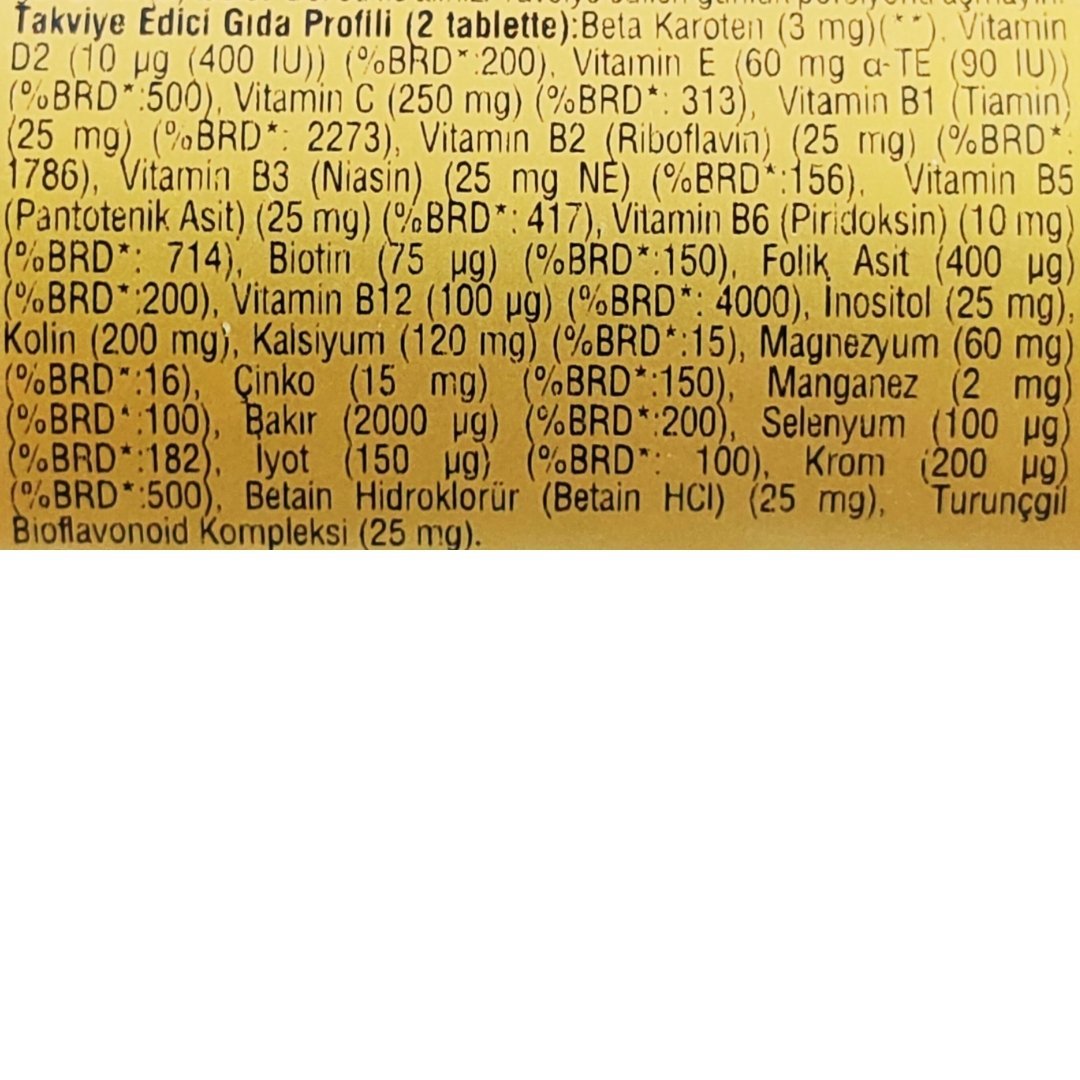 Takviye Edici Gıda Profili (2 tablette):Beta Karoten (3 mg)(**), Vitamin
D2 (10 µg (400 IU)) (%BRD*:200), Vitamin E (60 mg α-TE (90 IU))
(%BRD*:500), Vitamin C (250 mg) (%BRD*: 313), Vitamin B1 (Tiamin)
(25 mg) (%BRD*: 2273), Vitamin B2 (Riboflavin) (25 mg) (%BRD*:
1786), Vitamin B3 (Niasin) (25 mg NE) (%BRD*:156), Vitamin B5
(Pantotenik Asit) (25 mg) (%BRD*: 417), Vitamin B6 (Piridoksin) (10 mg)
(%BRD*: 714), Biotin (75 µg) (%BRD*:150), Folik Asit (400 µg)
(%BRD*:200), Vitamin B12 (100 µg) (%BRD*: 4000), İnositol (25 mg),
Kolin (200 mg), Kalsiyum (120 mg) (%BRD*:15), Magnezyum (60 mg)
(%BRD*:16), Çinko (15 mg) (%BRD*:150), Manganez (2 mg)
(%BRD*:100), Bakır (2000 µg) (%BRD*:200), Selenyum (100 µg)
(%BRD*:182), İyot (150 µg) (%BRD*: 100), Krom (200 µg)
(%BRD*:500), Betain Hidroklorür (Betain HCl) (25 mg), Turunçgil
Bioflavonoid Kompleksi (25 mg).